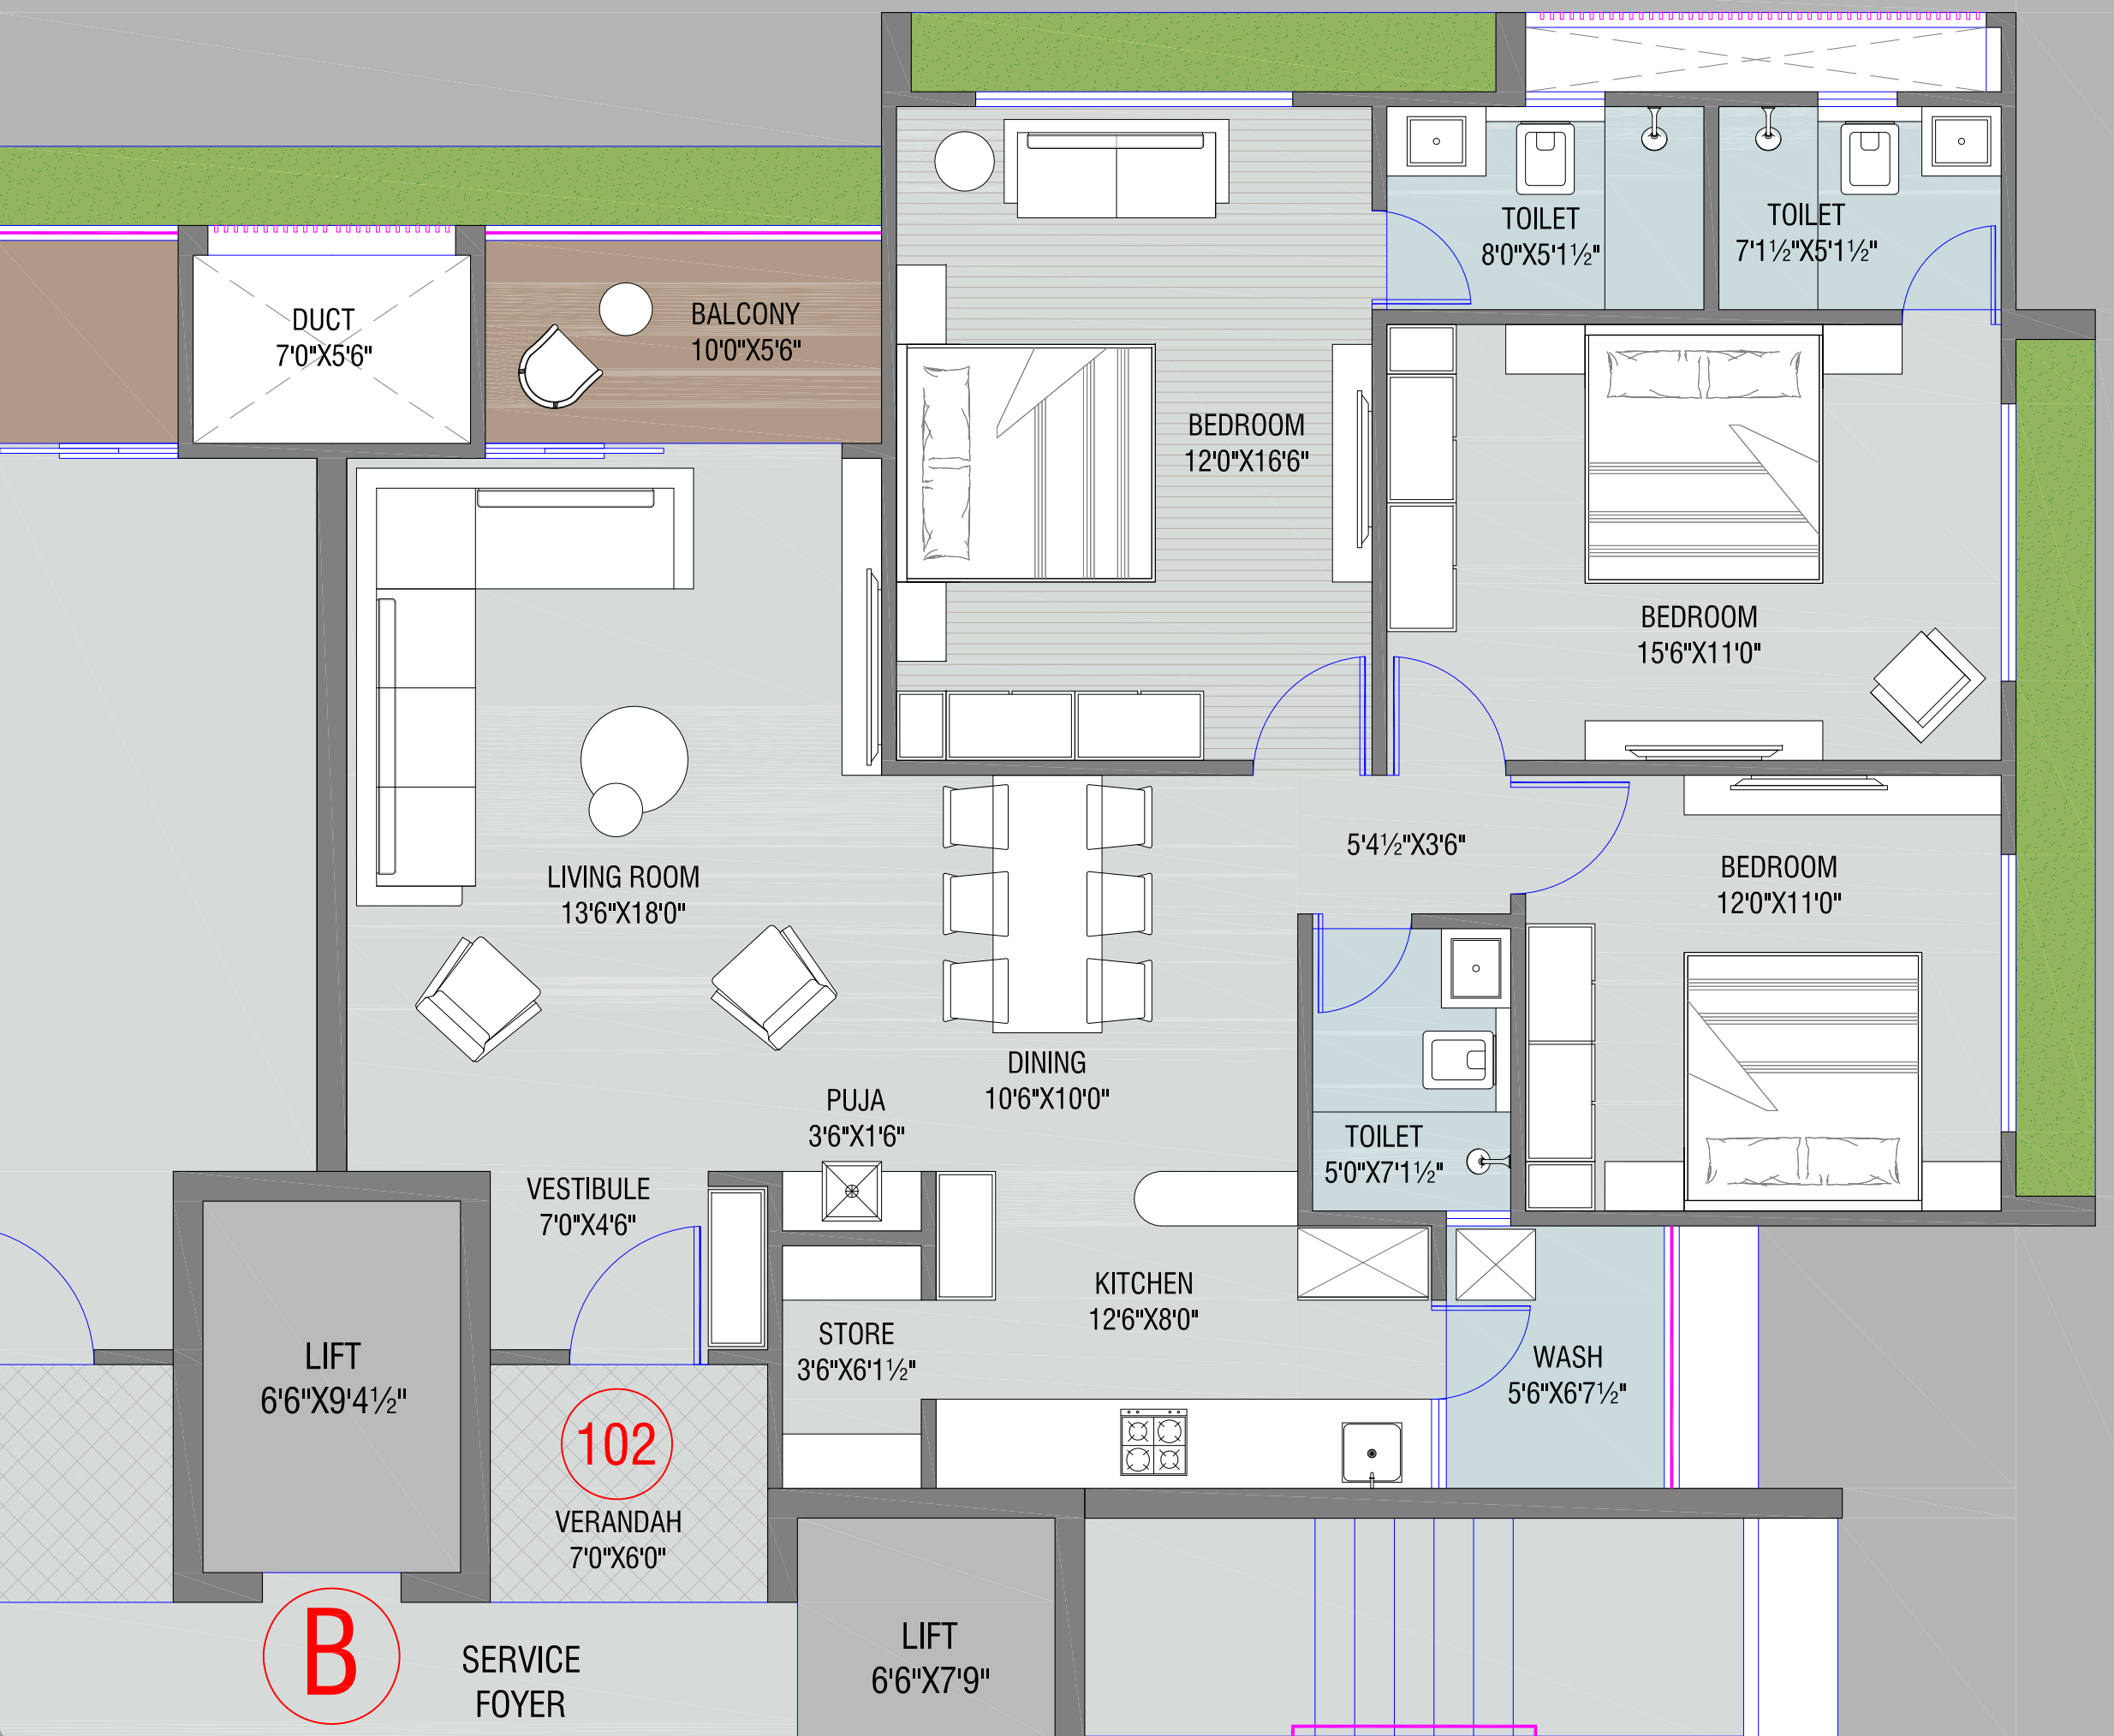 TOILET
8'0"X5'1½"
TOILET
7'1½"X5'1½"
DUCT
7'0"X5'6"
BALCONY
10'0"X5'6"
BEDROOM
12'0"X16'6"
BEDROOM
15'6"X11'0"
5'4½"X3'6"
BEDROOM
12'0"X11'0"
LIVING ROOM
13'6"X18'0"
DINING
10'6"X10'0"
PUJA
3'6"X1'6"
TOILET
5'0"X7'1½"
VESTIBULE
7'0"X4'6"
KITCHEN
12'6"X8'0"
STORE
3'6"X6'1½"
WASH
5'6"X6'7½"
LIFT
6'6"X9'4½"
102
VERANDAH
7'0"X6'0"
B
SERVICE
FOYER
LIFT
6'6"X7'9"